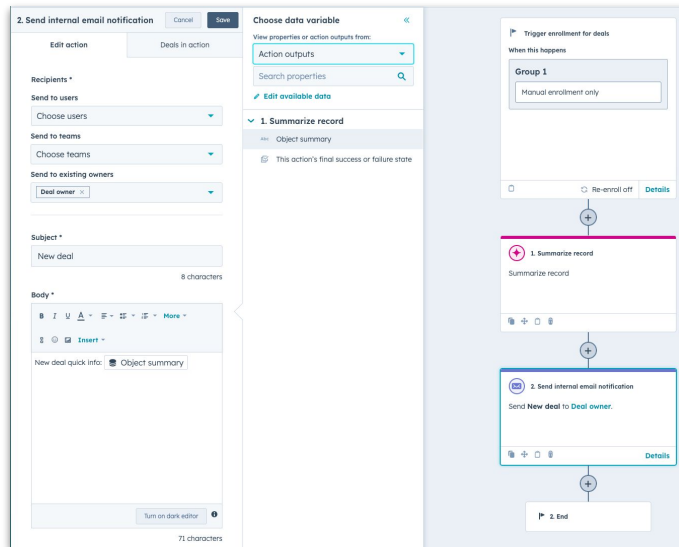 2. Send internal email notification
Cancel
Save
Edit action
Deals in action
Recipients *
Send to users
Choose users
Send to teams
Choose teams
Send to existing owners
Deal owner ×
Subject *
New deal
8 characters
Body *
B I U A More
Insert
New deal quick info: Object summary
Turn on dark editor
71 characters
Choose data variable
View properties or action outputs from:
Action outputs
Search properties
Edit available data
1. Summarize record
Object summary
This action's final success or failure state
Trigger enrollment for deals
When this happens
Group 1
Manual enrollment only
Re-enroll off
Details
1. Summarize record
Summarize record
2. Send internal email notification
Send New deal to Deal owner.
Details
2. End